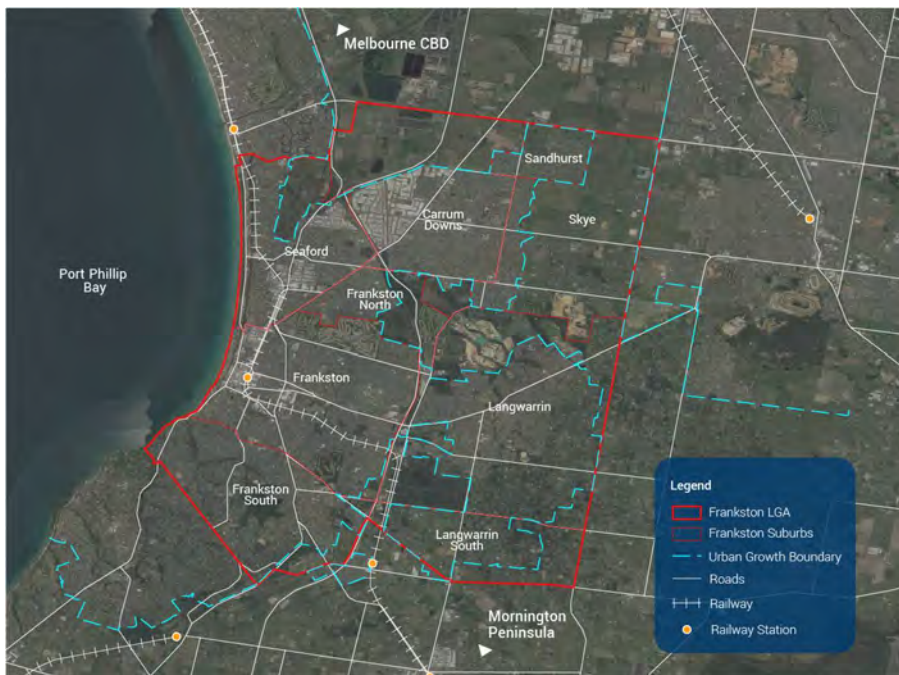 Melbourne CBD
Sandhurst
Carrum
Downs
Skye
Seaford
Port Phillip
Bay
Frankston
North
Frankston
Langwarrin
Frankston
South
Langwarrin
South
Mornington
Peninsula
Legend
Frankston LGA
Frankston Suburbs
Urban Growth Boundary
Roads
Railway
Railway Station